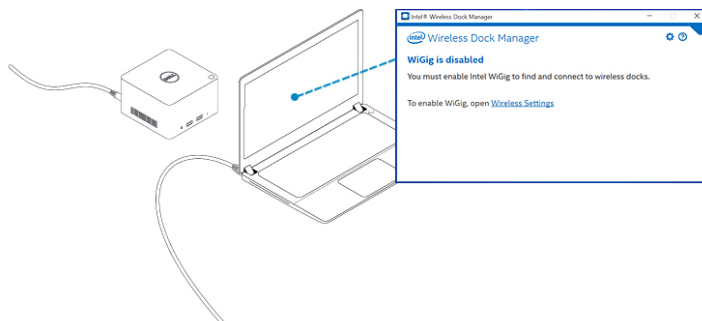 Intel® Wireless Dock Manager
intel Wireless Dock Manager
WiGig is disabled
You must enable Intel WiGig to find and connect to wireless docks.
To enable WiGig, open Wireless Settings
DELL